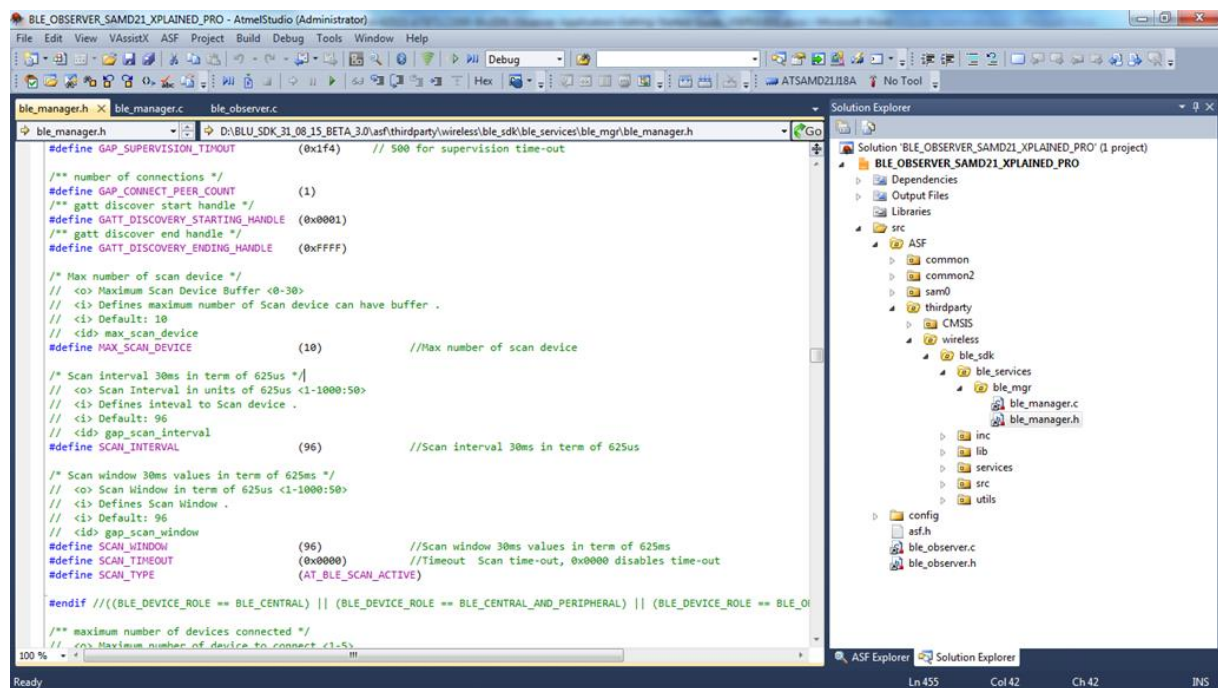 BLE_OBSERVER_SAMD21_XPLAINED_PRO - AtmelStudio (Administrator)
File Edit View VAssistX ASF Project Build Debug Tools Window Help
Debug
Hex ATSAMD21J18A No Tool
ble_manager.h ble_manager.c ble_observer.c
ble_manager.h D:\BLU_SDK_31_08_15_BETA_3.0\asf\thirdparty\wireless\ble_sdk\ble_services\ble_mgr\ble_manager.h Go
#define GAP_SUPERVISION_TIMOUT (0x1f4) // 500 for supervision time-out
/** number of connections */
#define GAP_CONNECT_PEER_COUNT (1)
/** gatt discover start handle */
#define GATT_DISCOVERY_STARTING_HANDLE (0x0001)
/** gatt discover end handle */
#define GATT_DISCOVERY_ENDING_HANDLE (0xFFFF)
/* Max number of scan device */
// <o> Maximum Scan Device Buffer <0-30>
// <i> Defines maximum number of Scan device can have buffer .
// <i> Default: 10
// <id> max_scan_device
#define MAX_SCAN_DEVICE (10) //Max number of scan device
/* Scan interval 30ms in term of 625us */
// <o> Scan Interval in units of 625us <1-1000:50>
// <i> Defines inteval to Scan device .
// <i> Default: 96
// <id> gap_scan_interval
#define SCAN_INTERVAL (96) //Scan interval 30ms in term of 625us
/* Scan window 30ms values in term of 625ms */
// <o> Scan Window in term of 625us <1-1000:50>
// <i> Defines Scan Window .
// <i> Default: 96
// <id> gap_scan_window
#define SCAN_WINDOW (96) //Scan window 30ms values in term of 625ms
#define SCAN_TIMEOUT (0x0000) //Timeout Scan time-out, 0x0000 disables time-out
#define SCAN_TYPE (AT_BLE_SCAN_ACTIVE)
#endif //((BLE_DEVICE_ROLE == BLE_CENTRAL) || (BLE_DEVICE_ROLE == BLE_CENTRAL_AND_PERIPHERAL) || (BLE_DEVICE_ROLE == BLE_O
/** maximum number of devices connected */
// <o> Maximum number of device to connect <1-5>
100 %
Solution Explorer
Solution 'BLE_OBSERVER_SAMD21_XPLAINED_PRO' (1 project)
BLE_OBSERVER_SAMD21_XPLAINED_PRO
Dependencies
Output Files
Libraries
src
ASF
common
common2
sam0
thirdparty
CMSIS
wireless
ble_sdk
ble_services
ble_mgr
ble_manager.c
ble_manager.h
inc
lib
services
src
utils
config
asf.h
ble_observer.c
ble_observer.h
ASF Explorer Solution Explorer
Ready Ln 455 Col 42 Ch 42 INS